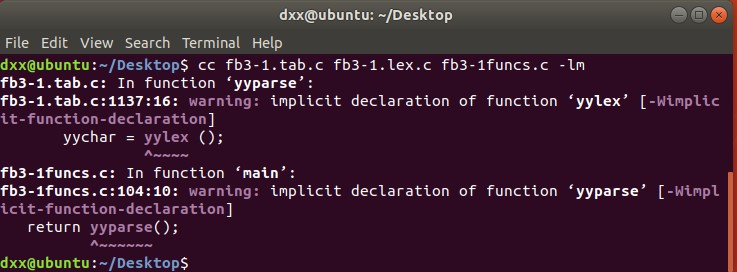 dxx@ubuntu: ~/Desktop
File Edit View Search Terminal Help
dxx@ubuntu:~/Desktop$ cc fb3-1.tab.c fb3-1.lex.c fb3-1funcs.c -lm
fb3-1.tab.c: In function ‘yyparse’:
fb3-1.tab.c:1137:16: warning: implicit declaration of function ‘yylex’ [-Wimplic
it-function-declaration]
       yychar = yylex ();
                ^~~~~
fb3-1funcs.c: In function ‘main’:
fb3-1funcs.c:104:10: warning: implicit declaration of function ‘yyparse’ [-Wimpl
icit-function-declaration]
   return yyparse();
          ^~~~~~~
dxx@ubuntu:~/Desktop$